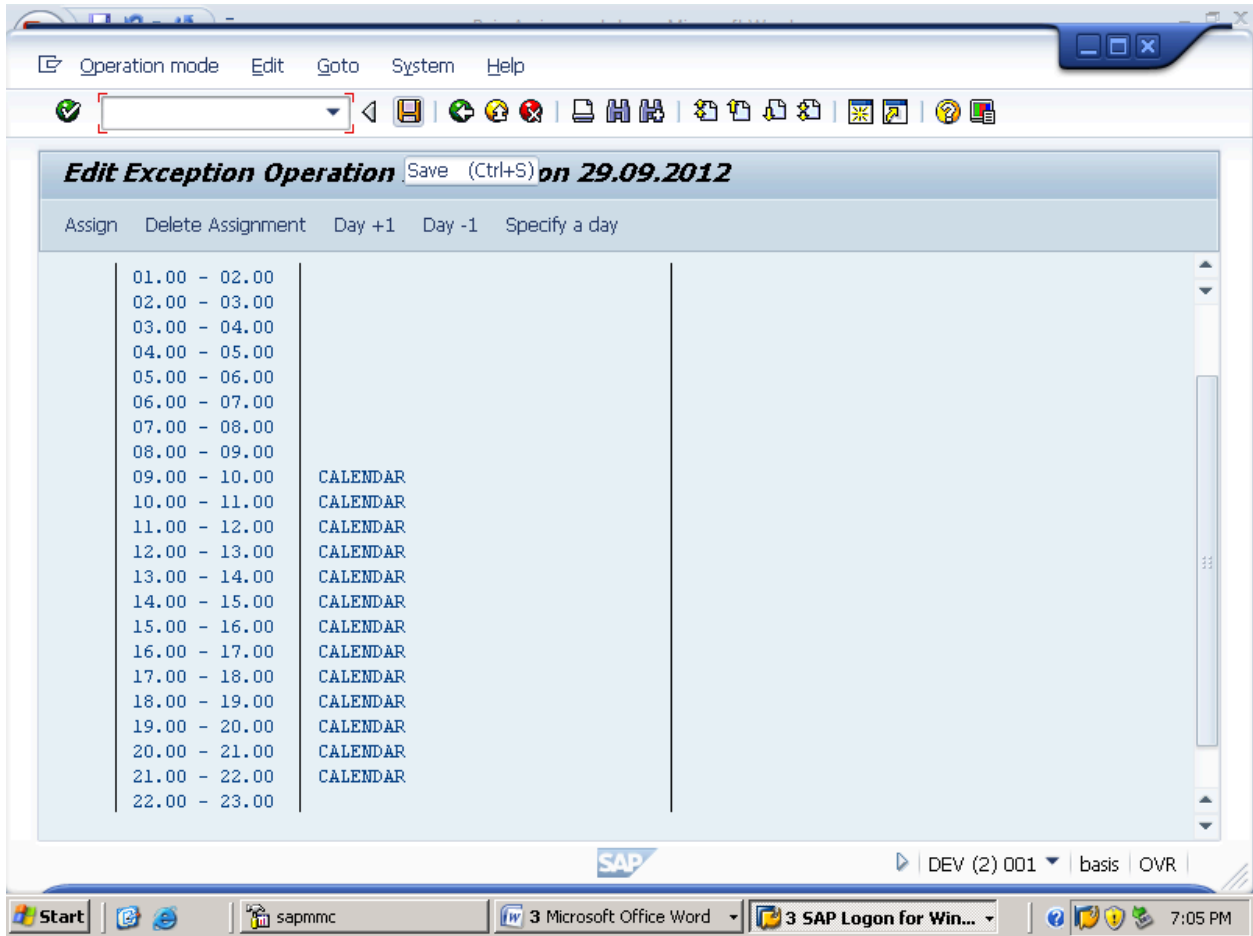 Operation mode Edit Goto System Help
Edit Exception Operation Save (Ctrl+S) on 29.09.2012
Assign Delete Assignment Day +1 Day -1 Specify a day
01.00 - 02.00
02.00 - 03.00
03.00 - 04.00
04.00 - 05.00
05.00 - 06.00
06.00 - 07.00
07.00 - 08.00
08.00 - 09.00
09.00 - 10.00 CALENDAR
10.00 - 11.00 CALENDAR
11.00 - 12.00 CALENDAR
12.00 - 13.00 CALENDAR
13.00 - 14.00 CALENDAR
14.00 - 15.00 CALENDAR
15.00 - 16.00 CALENDAR
16.00 - 17.00 CALENDAR
17.00 - 18.00 CALENDAR
18.00 - 19.00 CALENDAR
19.00 - 20.00 CALENDAR
20.00 - 21.00 CALENDAR
21.00 - 22.00 CALENDAR
22.00 - 23.00
SAP DEV (2) 001 basis OVR
Start sapmmc 3 Microsoft Office Word 3 SAP Logon for Win... 7:05 PM